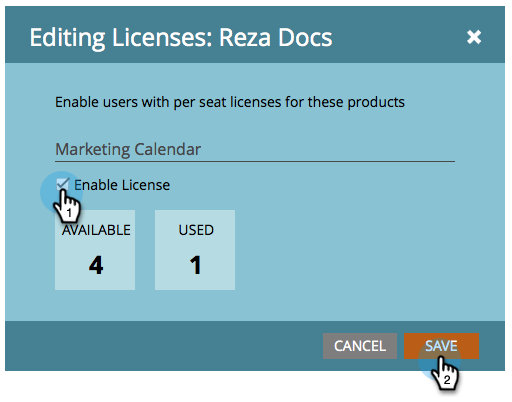 Editing Licenses: Reza Docs
Enable users with per seat licenses for these products
Marketing Calendar
Enable License
1
AVAILABLE USED
4 1
CANCEL SAVE
2